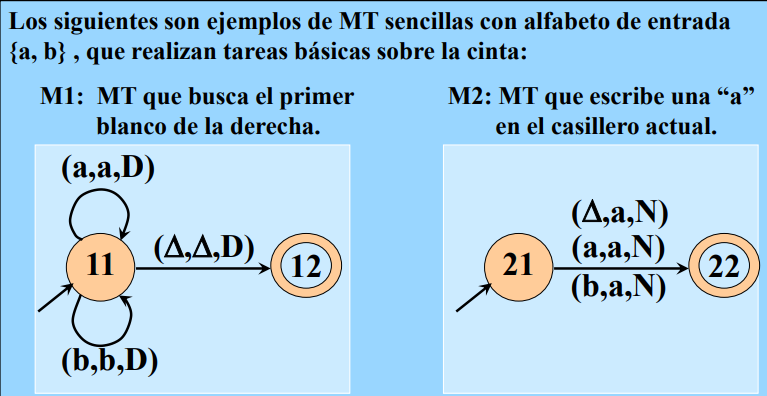 Los siguientes son ejemplos de MT sencillas con alfabeto de entrada
{a, b} , que realizan tareas básicas sobre la cinta:
M1: MT que busca el primer
blanco de la derecha.
(a,a,D)
11
(Δ,Δ,D)
12
(b,b,D)
M2: MT que escribe una “a”
en el casillero actual.
21
(Δ,a,N)
(a,a,N)
(b,a,N)
22